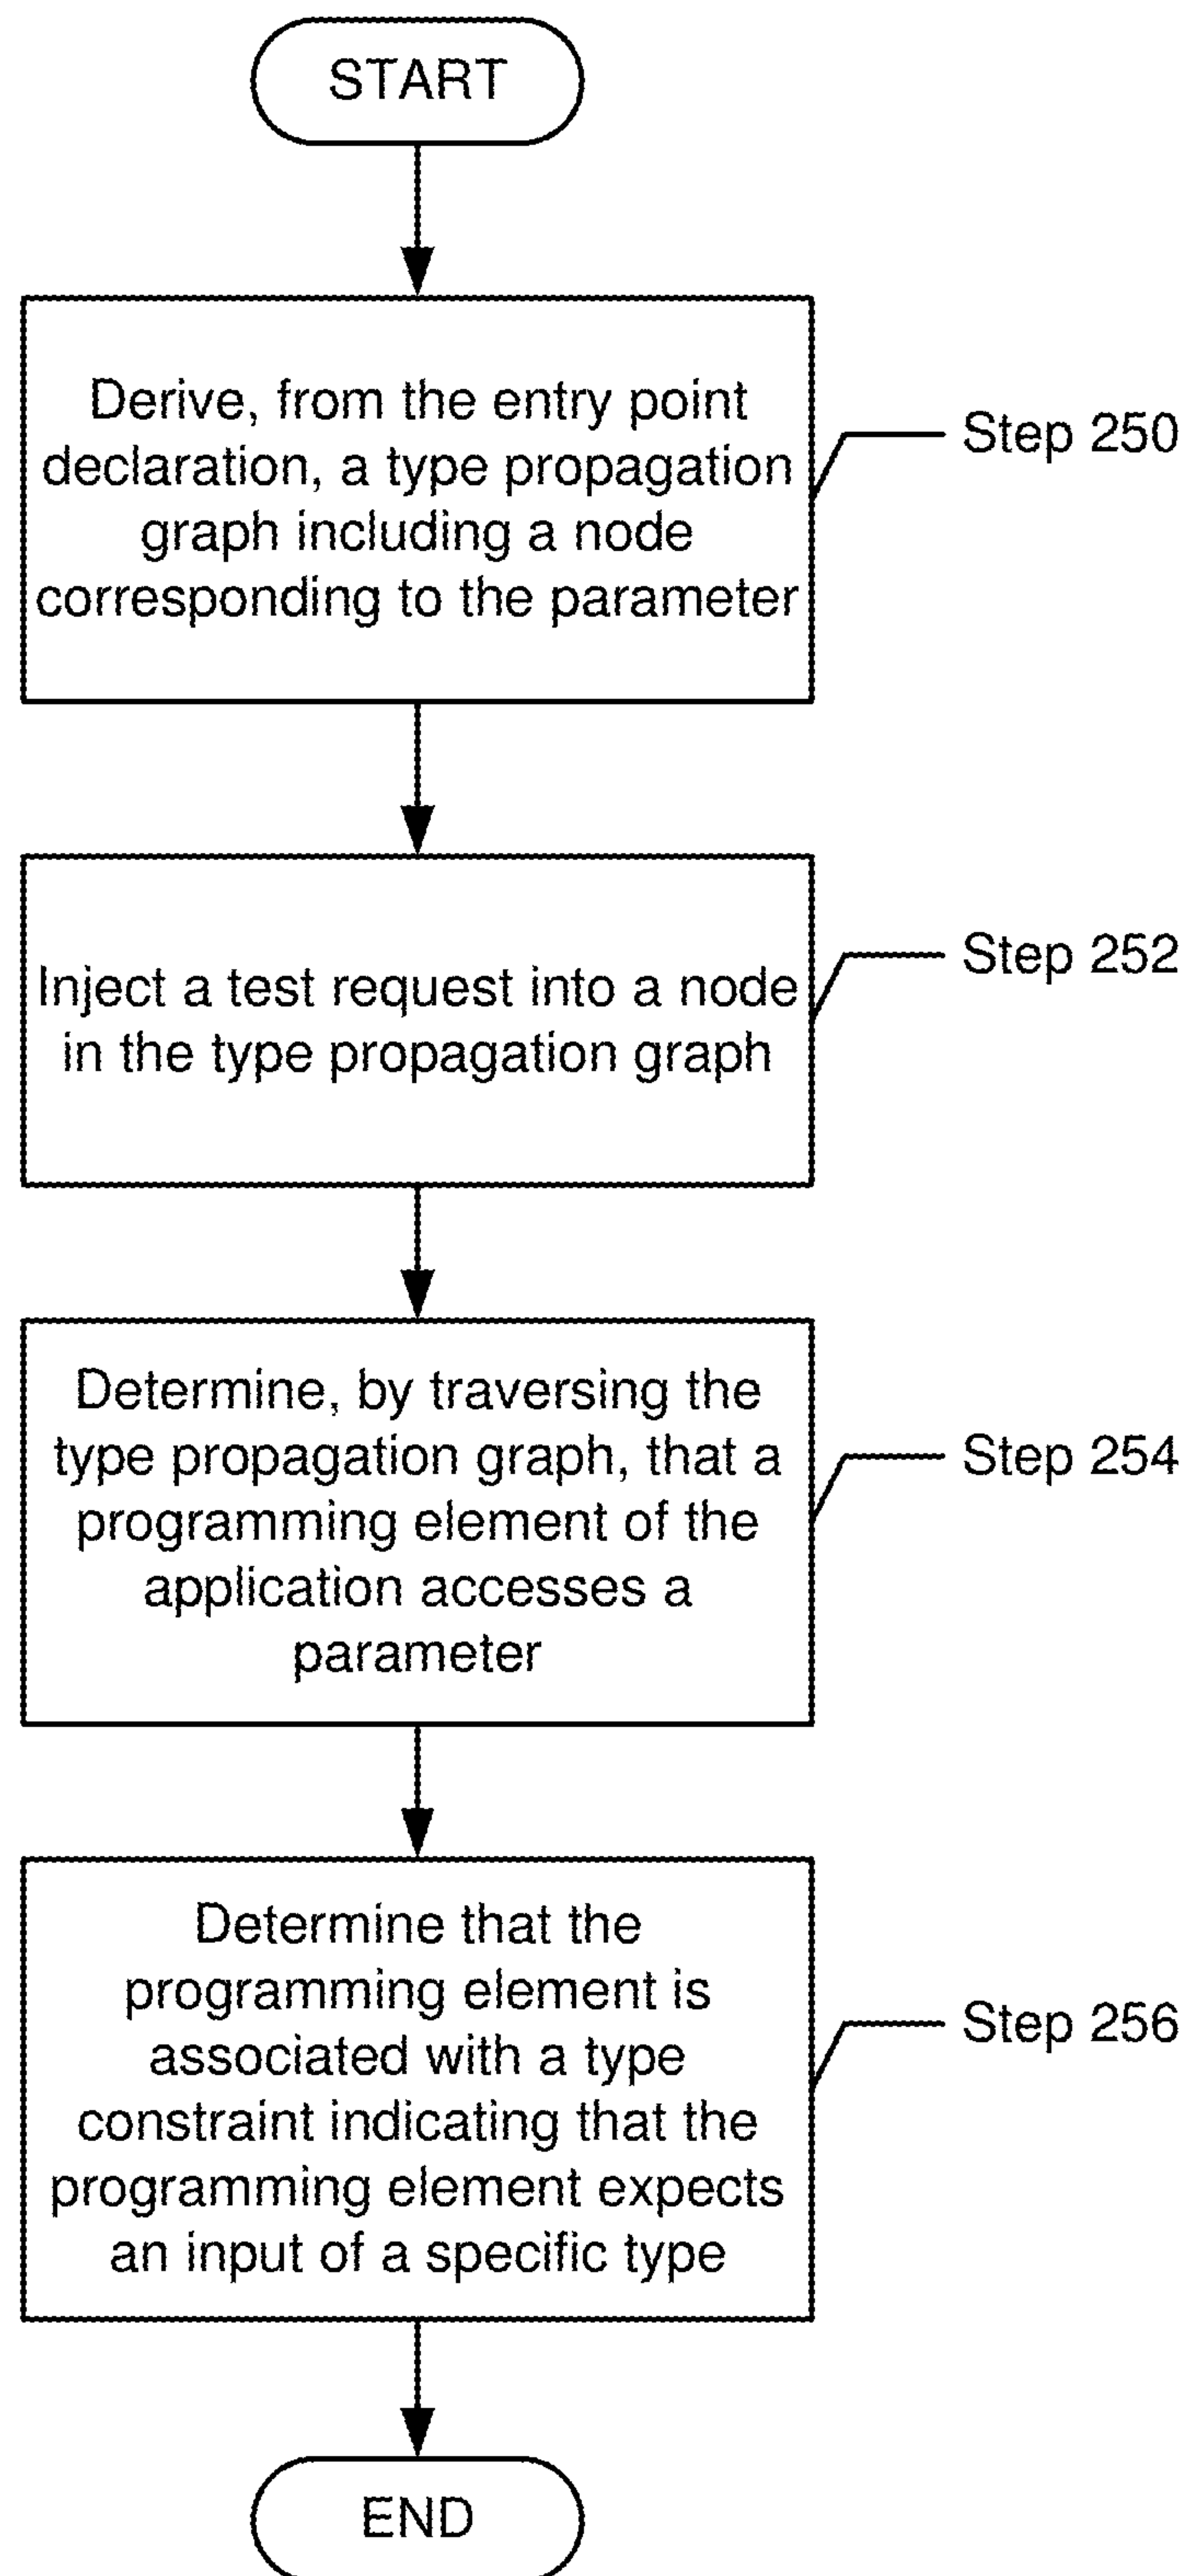 START
Derive, from the entry point
declaration, a type propagation
graph including a node
corresponding to the parameter
Step 250
Inject a test request into a node
in the type propagation graph
Step 252
Determine, by traversing the
type propagation graph, that a
programming element of the
application accesses a
parameter
Step 254
Determine that the
programming element is
associated with a type
constraint indicating that the
programming element expects
an input of a specific type
Step 256
END